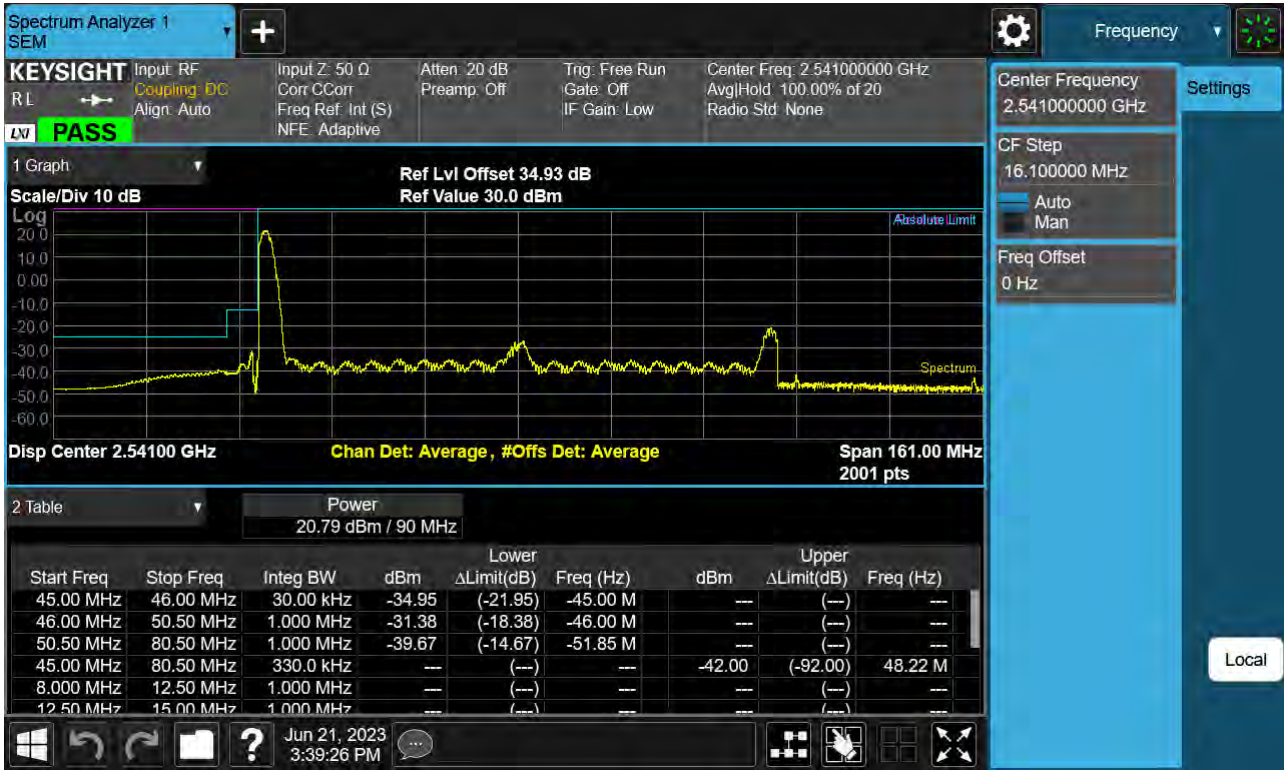 Spectrum Analyzer 1
SEM
Frequency
KEYSIGHT
RL
LXI
PASS
Input: RF
Coupling: DC
Align: Auto
Input Z: 50 Ω
Corr CCorr
Freq Ref: Int (S)
NFE: Adaptive
Atten: 20 dB
Preamp: Off
Trig: Free Run
Gate: Off
IF Gain: Low
Center Freq: 2.541000000 GHz
Avg|Hold: 100.00% of 20
Radio Std: None
Center Frequency
2.541000000 GHz
Settings
CF Step
16.100000 MHz
Auto
Man
Freq Offset
0 Hz
Local
1 Graph
Scale/Div 10 dB
Ref Lvl Offset 34.93 dB
Ref Value 30.0 dBm
Log
20.0
10.0
0.00
-10.0
-20.0
-30.0
-40.0
-50.0
-60.0
Limit
Spectrum
Disp Center 2.54100 GHz
Chan Det: Average , #Offs Det: Average
Span 161.00 MHz
2001 pts
2 Table
Power
20.79 dBm / 90 MHz
Lower Upper
Start Freq Stop Freq Integ BW dBm ΔLimit(dB) Freq (Hz) dBm ΔLimit(dB) Freq (Hz)
45.00 MHz 46.00 MHz 30.00 kHz -34.95 (-21.95) -45.00 M --- (---) ---
46.00 MHz 50.50 MHz 1.000 MHz -31.38 (-18.38) -46.00 M --- (---) ---
50.50 MHz 80.50 MHz 1.000 MHz -39.67 (-14.67) -51.85 M --- (---) ---
45.00 MHz 80.50 MHz 330.0 kHz --- (---) --- -42.00 (-92.00) 48.22 M
8.000 MHz 12.50 MHz 1.000 MHz --- (---) --- --- (---) ---
12.50 MHz 15.00 MHz 1.000 MHz --- (---) --- --- (---) ---
Jun 21, 2023
3:39:26 PM